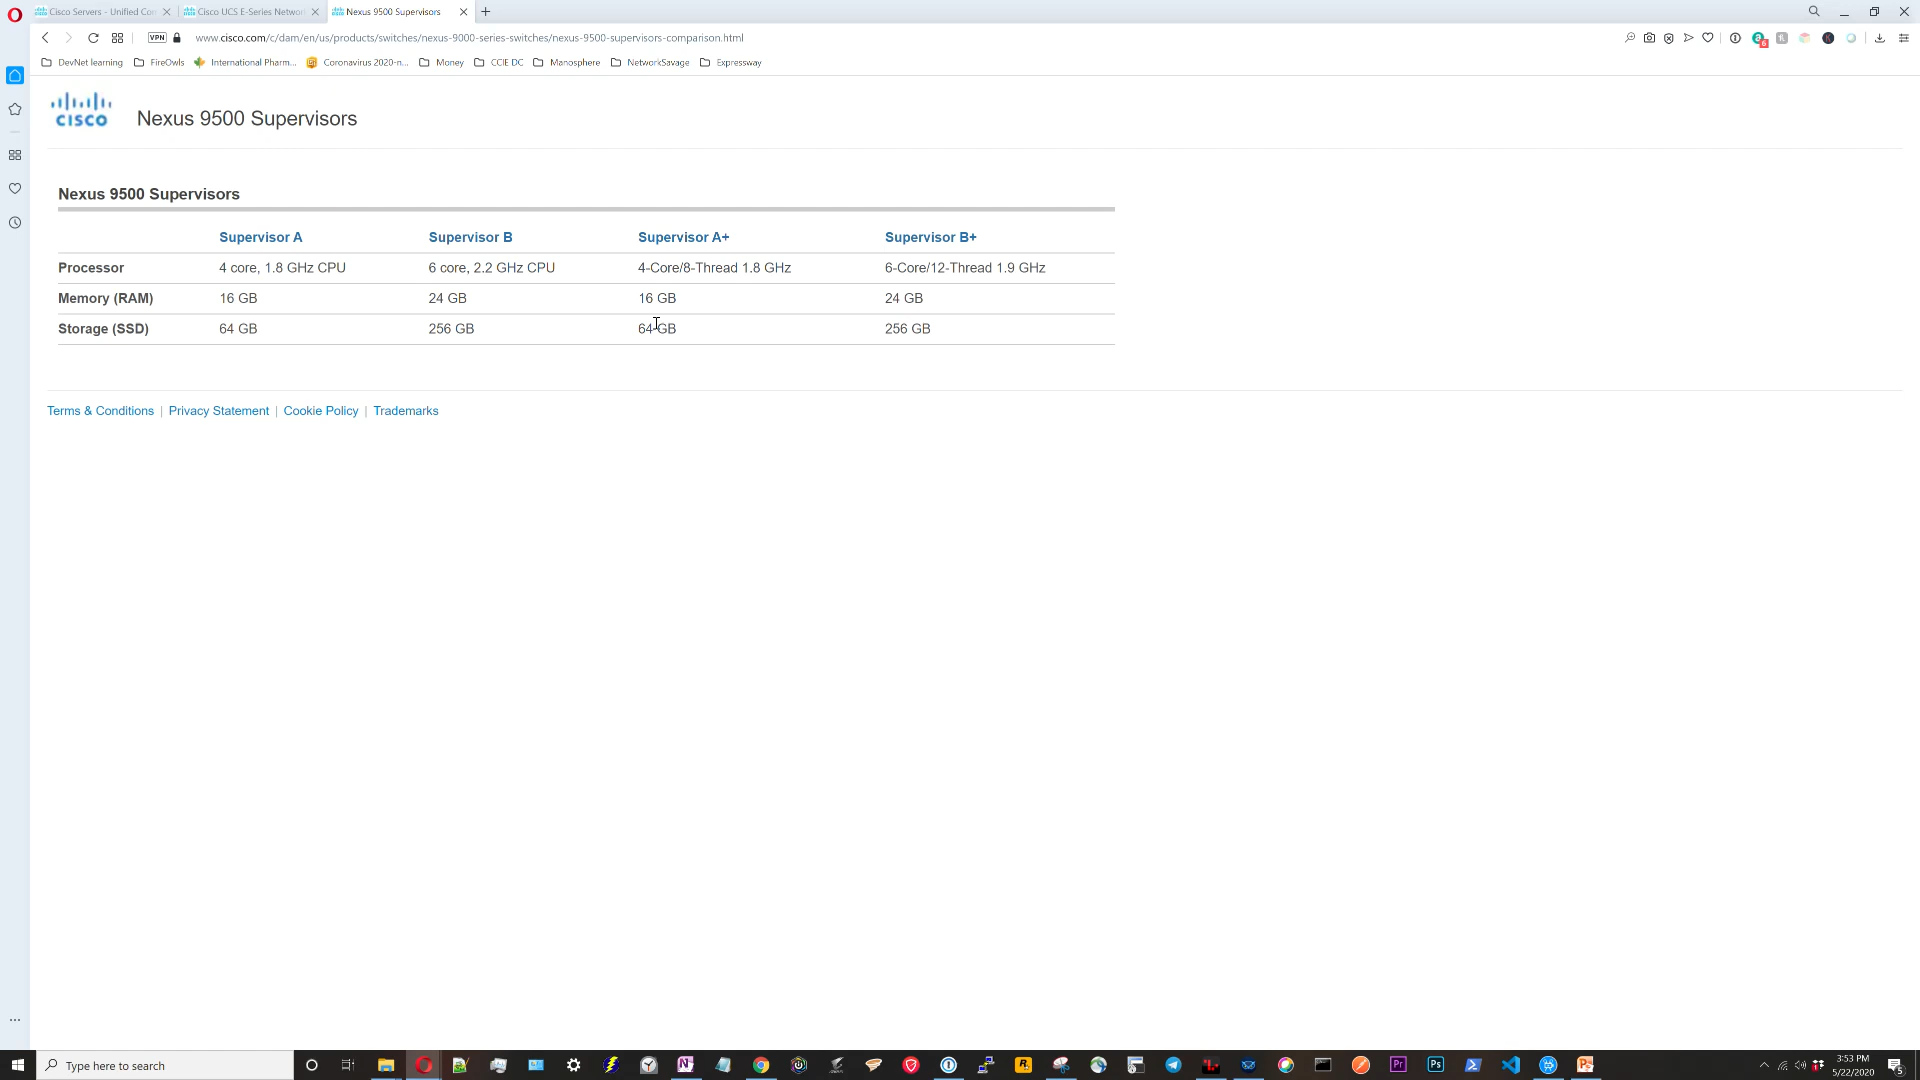 Cisco Servers - Unified Con
Cisco UCS E-Series Networ
Nexus 9500 Supervisors
VPN
www.cisco.com/c/dam/en/us/products/switches/nexus-9000-series-switches/nexus-9500-supervisors-comparison.html
DevNet learning
FireOwls
International Pharm...
Coronavirus 2020-n...
Money
CCIE DC
Manosphere
NetworkSavage
Expressway
CISCO
Nexus 9500 Supervisors
Nexus 9500 Supervisors
Supervisor A Supervisor B Supervisor A+ Supervisor B+
Processor 4 core, 1.8 GHz CPU 6 core, 2.2 GHz CPU 4-Core/8-Thread 1.8 GHz 6-Core/12-Thread 1.9 GHz
Memory (RAM) 16 GB 24 GB 16 GB 24 GB
Storage (SSD) 64 GB 256 GB 64 GB 256 GB
Terms & Conditions | Privacy Statement | Cookie Policy | Trademarks
Type here to search
3:53 PM
5/22/2020